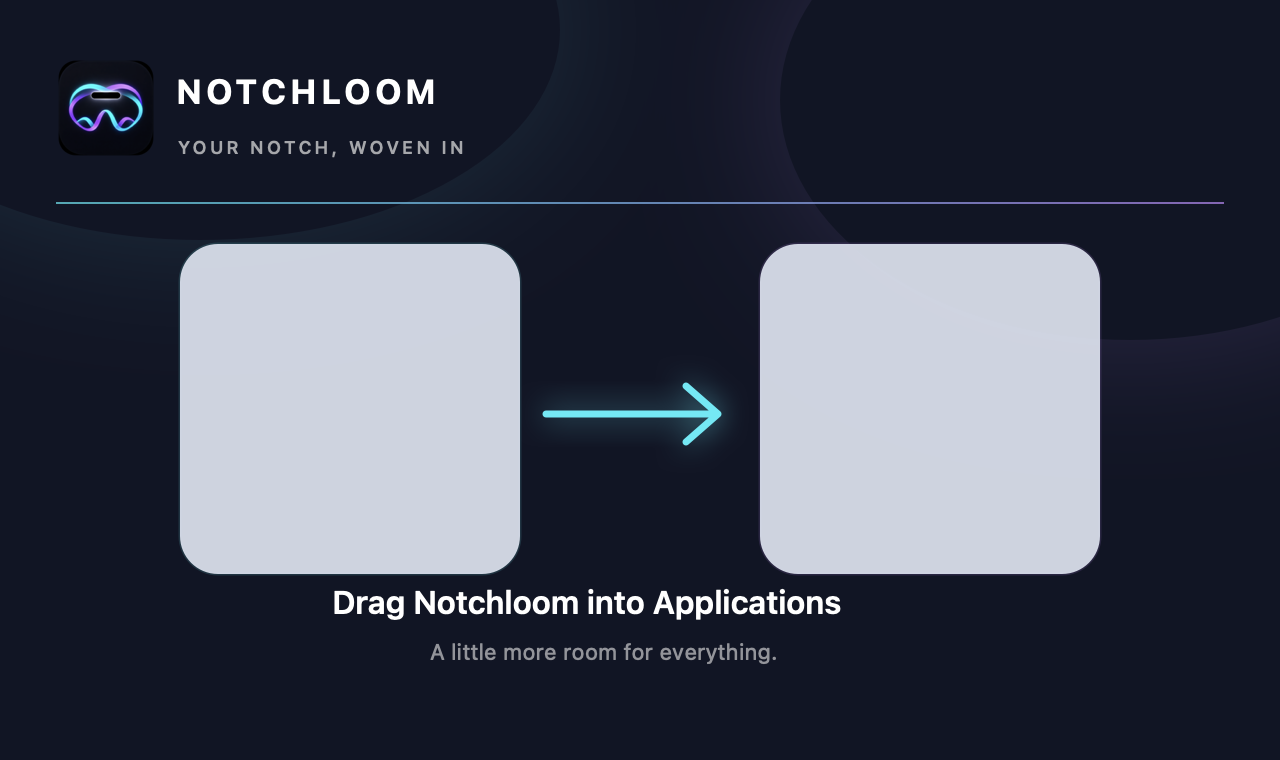 NOTCHLOOM
YOUR NOTCH, WOVEN IN
Drag Notchloom into Applications
A little more room for everything.